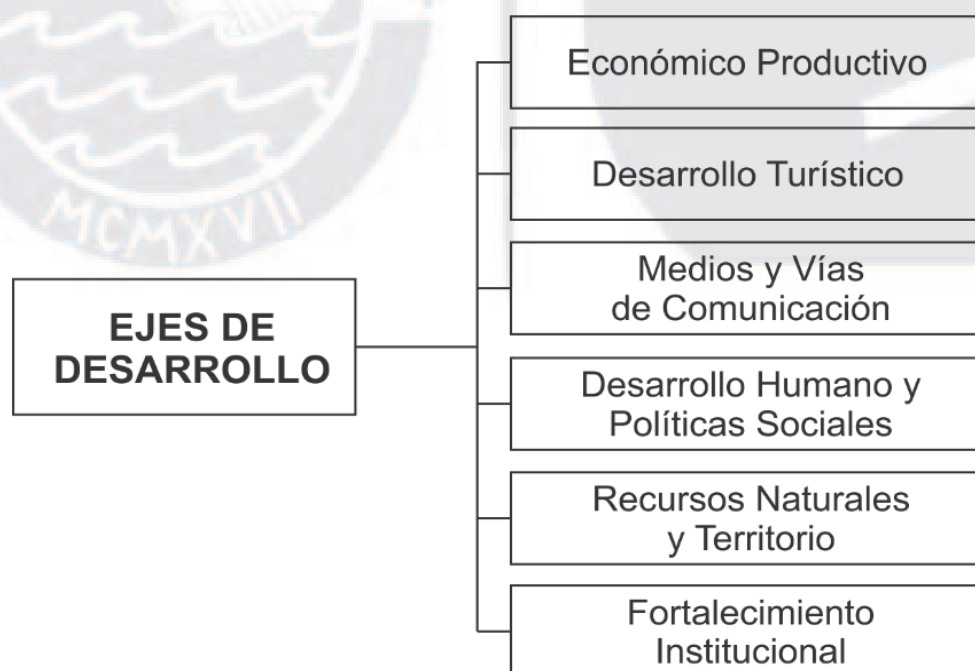 MCMXVII
EJES DE
DESARROLLO
Económico Productivo
Desarrollo Turístico
Medios y Vías
de Comunicación
Desarrollo Humano y
Políticas Sociales
Recursos Naturales
y Territorio
Fortalecimiento
Institucional